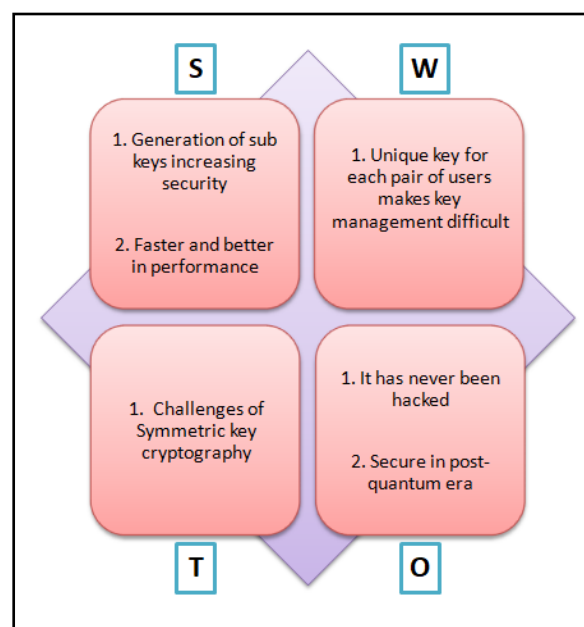 S
W
1. Generation of sub
keys increasing
security
2. Faster and better
in performance
1. Unique key for
each pair of users
makes key
management difficult
1. Challenges of
Symmetric key
cryptography
1. It has never been
hacked
2. Secure in post-
quantum era
T
O